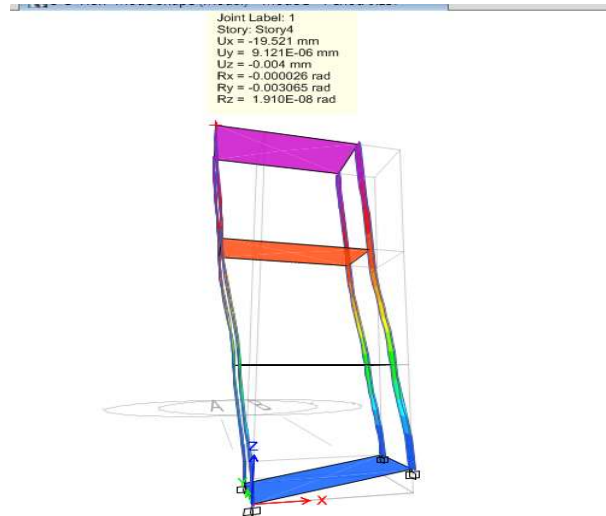 Joint Label: 1
Story: Story4
Ux = -19.521 mm
Uy = 9.121E-06 mm
Uz = -0.004 mm
Rx = -0.000026 rad
Ry = -0.003065 rad
Rz = 1.910E-08 rad
A B
Z
Y
X